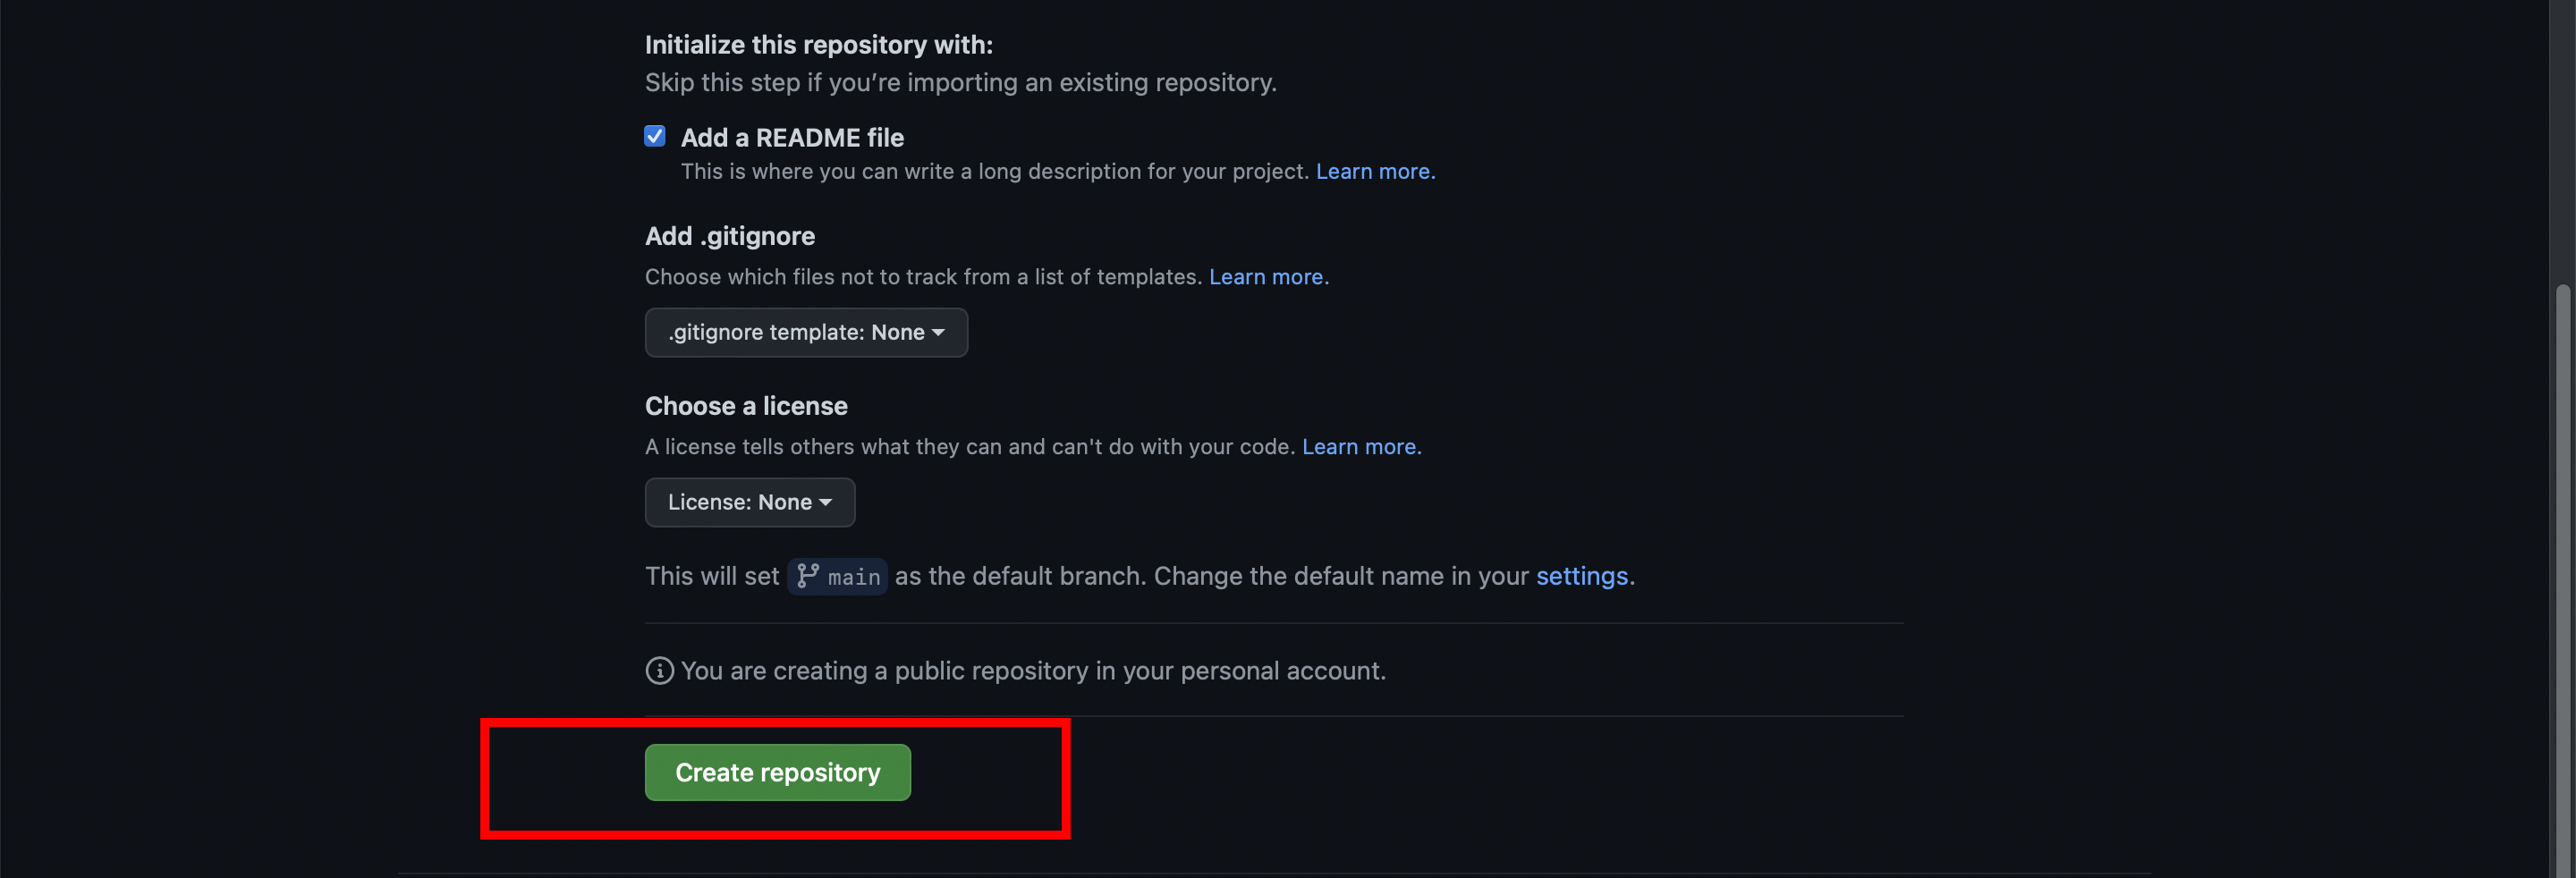 Initialize this repository with:
Skip this step if you’re importing an existing repository.
Add a README file
This is where you can write a long description for your project. Learn more.
Add .gitignore
Choose which files not to track from a list of templates. Learn more.
.gitignore template: None
Choose a license
A license tells others what they can and can't do with your code. Learn more.
License: None
This will set main as the default branch. Change the default name in your settings.
You are creating a public repository in your personal account.
Create repository